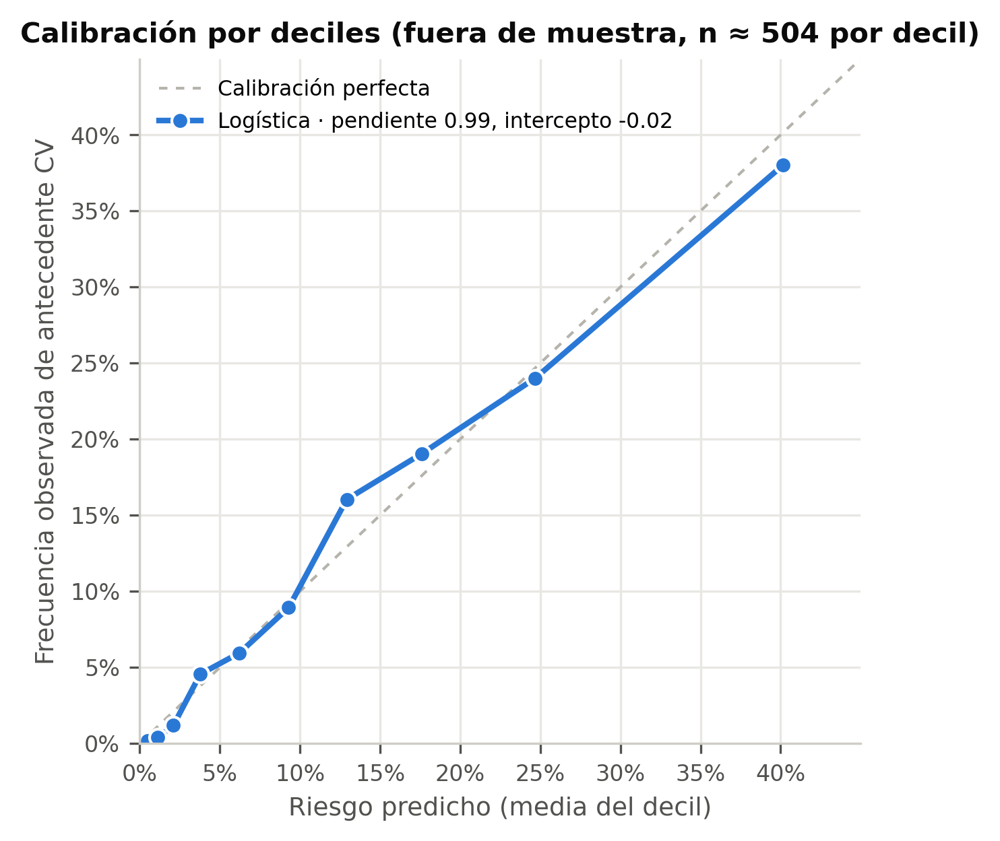 Calibración por deciles (fuera de muestra, n ≈ 504 por decil)
Calibración perfecta
Logística · pendiente 0.99, intercepto -0.02
Frecuencia observada de antecedente CV
40%
35%
30%
25%
20%
15%
10%
5%
0%
0% 5% 10% 15% 20% 25% 30% 35% 40%
Riesgo predicho (media del decil)